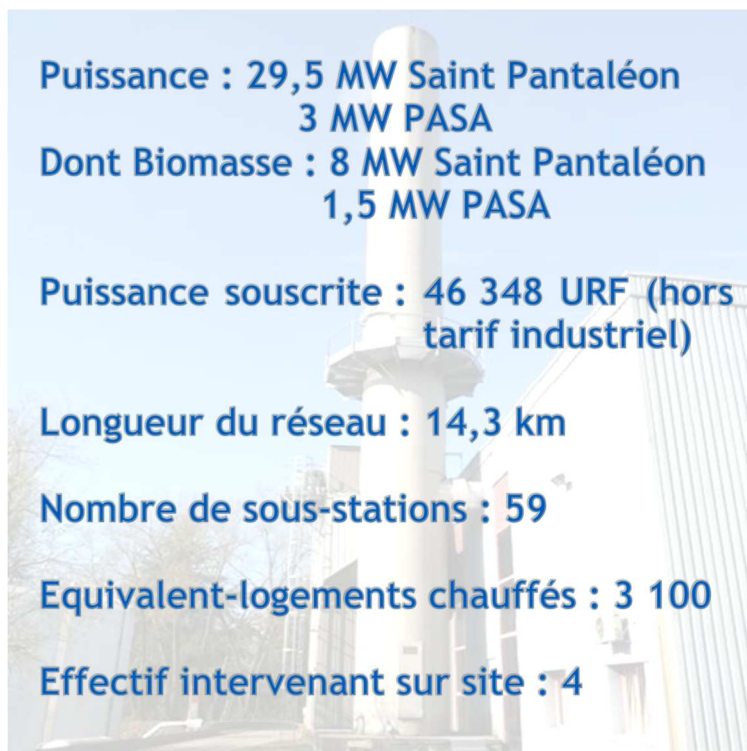 Puissance : 29,5 MW Saint Pantaléon
3 MW PASA
Dont Biomasse : 8 MW Saint Pantaléon
1,5 MW PASA
Puissance souscrite : 46 348 URF (hors
tarif industriel)
Longueur du réseau : 14,3 km
Nombre de sous-stations : 59
Equivalent-logements chauffés : 3 100
Effectif intervenant sur site : 4